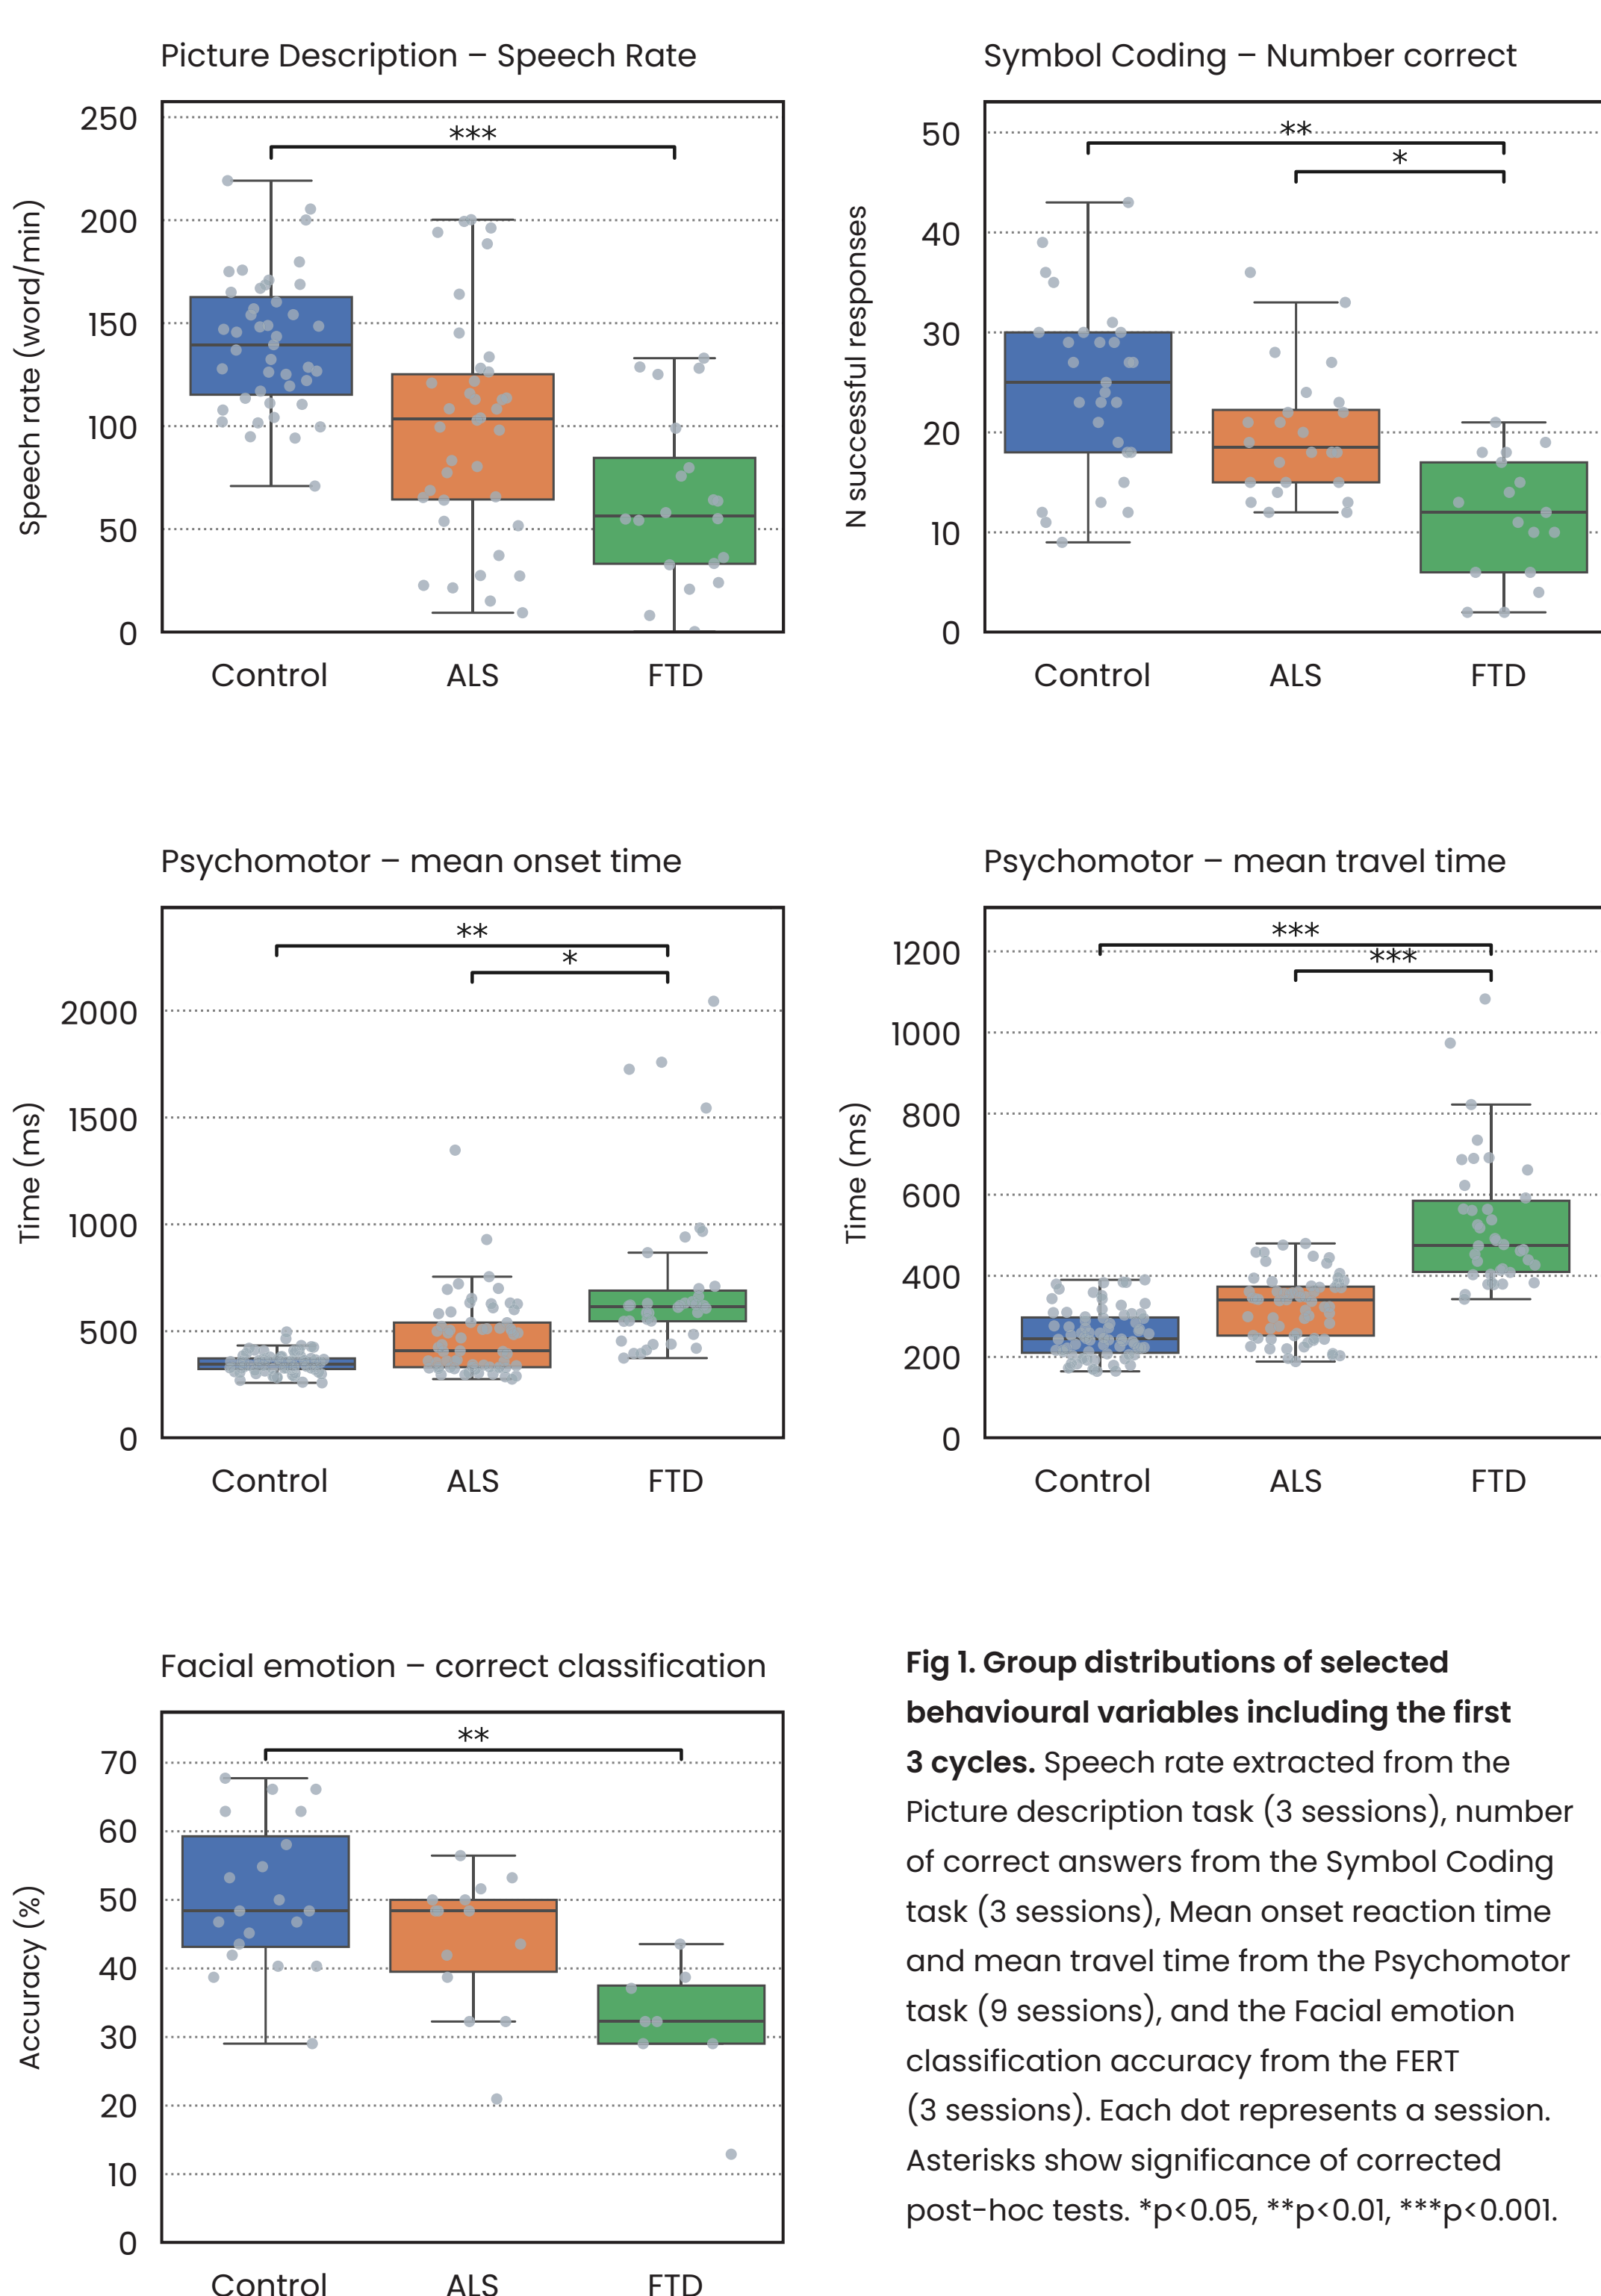 Picture Description – Speech Rate
Speech rate (word/min)
250
200
150
100
50
0
***
Control ALS FTD
Symbol Coding – Number correct
N successful responses
50
40
30
20
10
0
**
*
Control ALS FTD
Psychomotor – mean onset time
Time (ms)
2000
1500
1000
500
0
**
*
Control ALS FTD
Psychomotor – mean travel time
Time (ms)
1200
1000
800
600
400
200
0
***
***
Control ALS FTD
Facial emotion – correct classification
Accuracy (%)
70
60
50
40
30
20
10
0
**
Control ALS FTD
Fig 1. Group distributions of selected
behavioural variables including the first
3 cycles. Speech rate extracted from the
Picture description task (3 sessions), number
of correct answers from the Symbol Coding
task (3 sessions), Mean onset reaction time
and mean travel time from the Psychomotor
task (9 sessions), and the Facial emotion
classification accuracy from the FERT
(3 sessions). Each dot represents a session.
Asterisks show significance of corrected
post-hoc tests. *p<0.05, **p<0.01, ***p<0.001.